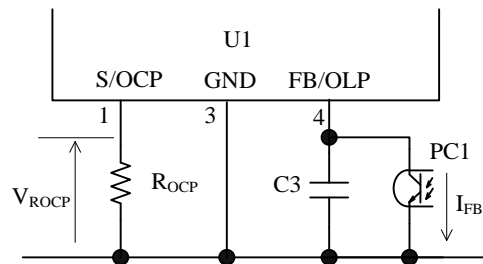 U1
S/OCP GND FB/OLP
1 3 4
PC1
VROCP ROCP C3 IFB